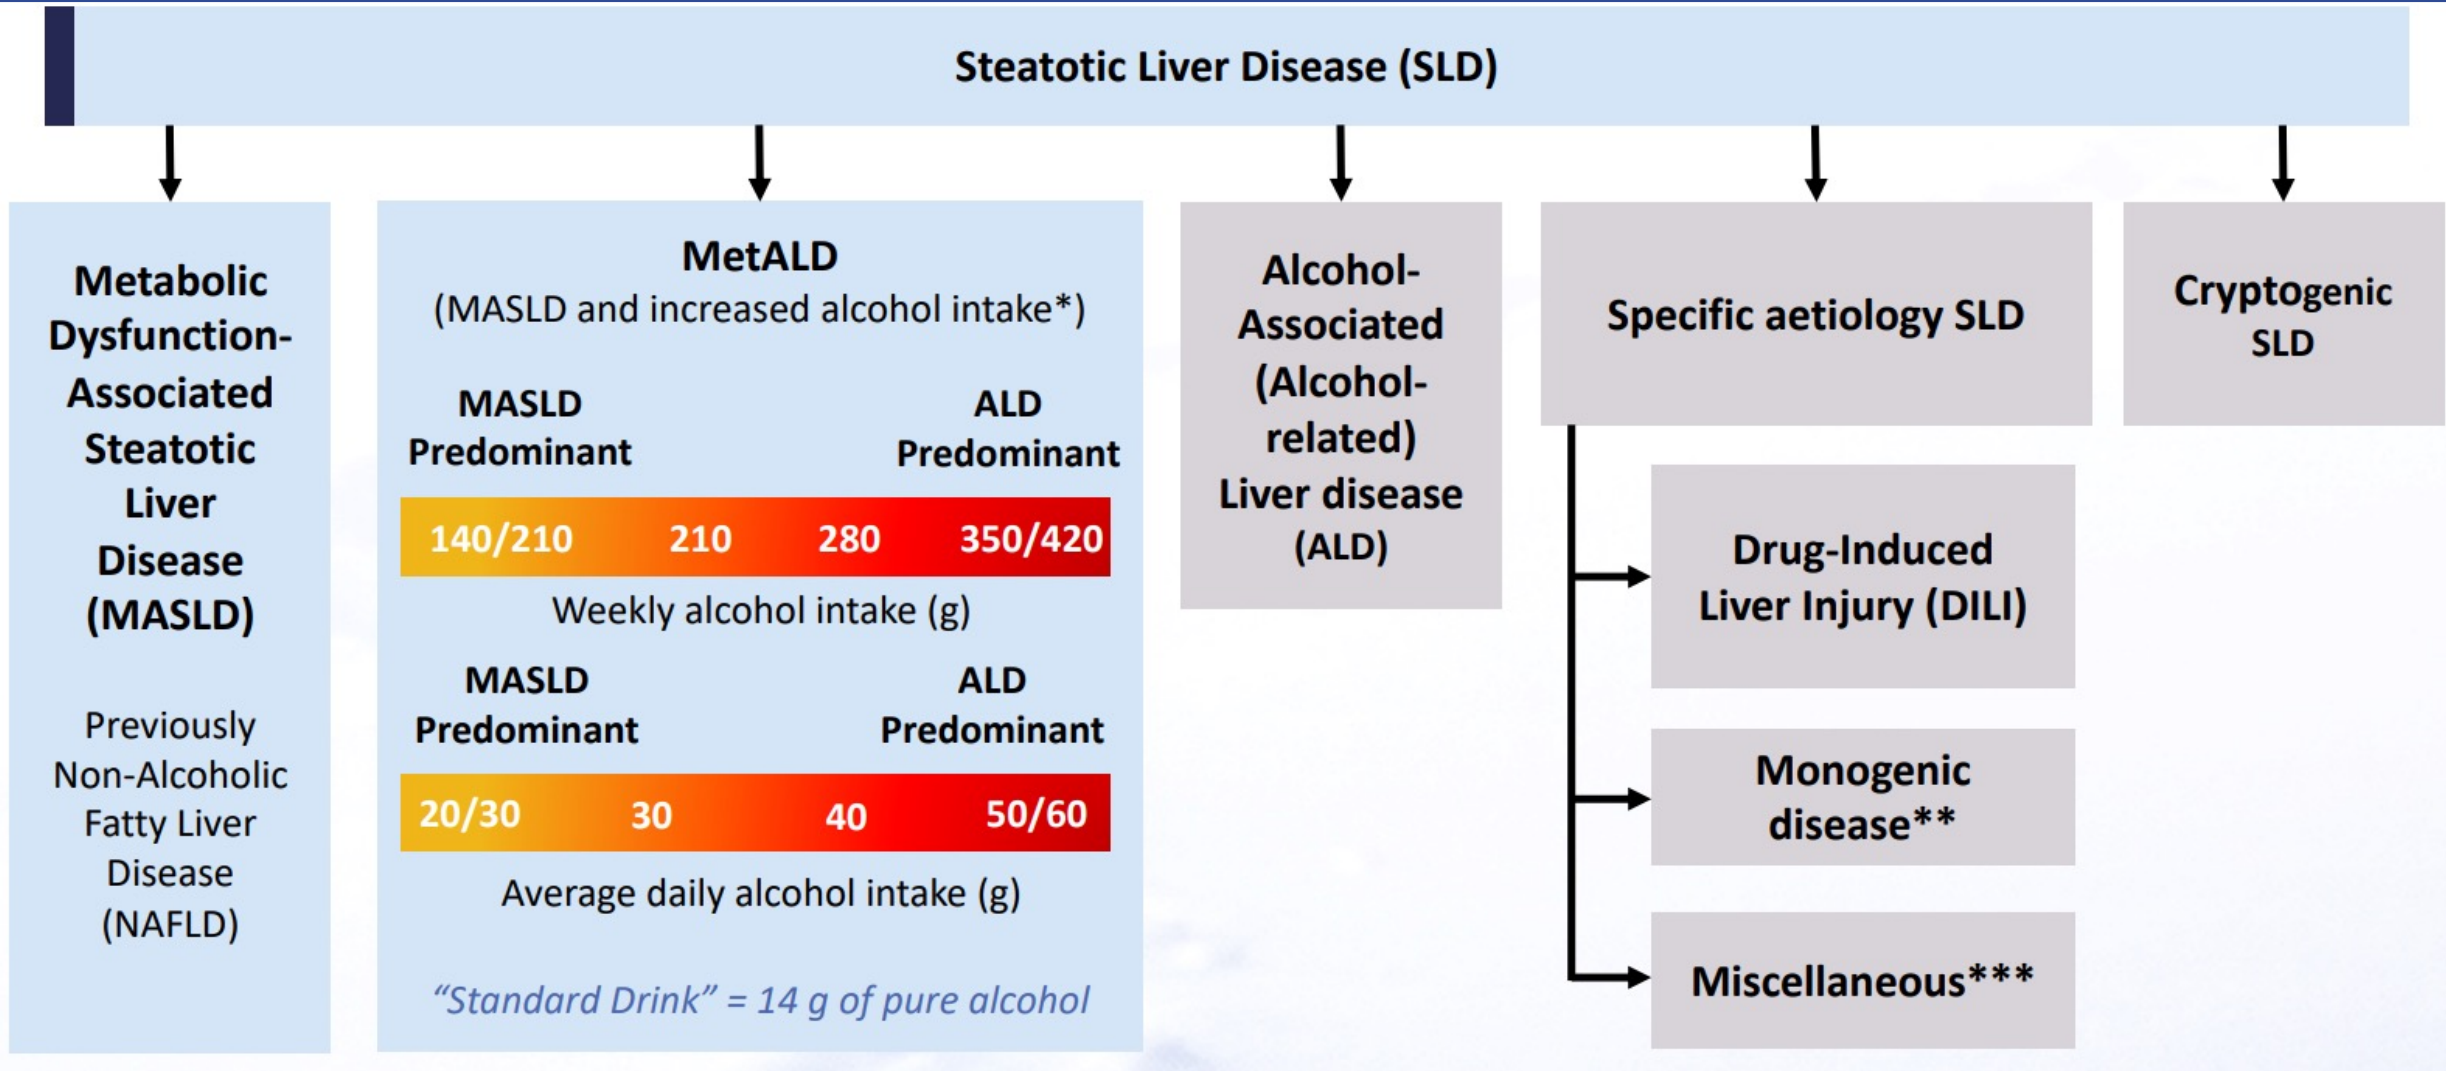 Steatotic Liver Disease (SLD)
Metabolic
Dysfunction-
Associated
Steatotic
Liver
Disease
(MASLD)
Previously
Non-Alcoholic
Fatty Liver
Disease
(NAFLD)
MetALD
(MASLD and increased alcohol intake*)
MASLD
Predominant
ALD
Predominant
140/210 210 280 350/420
Weekly alcohol intake (g)
MASLD
Predominant
ALD
Predominant
20/30 30 40 50/60
Average daily alcohol intake (g)
“Standard Drink” = 14 g of pure alcohol
Alcohol-
Associated
(Alcohol-
related)
Liver disease
(ALD)
Specific aetiology SLD
Drug-Induced
Liver Injury (DILI)
Monogenic
disease**
Miscellaneous***
Cryptogenic
SLD